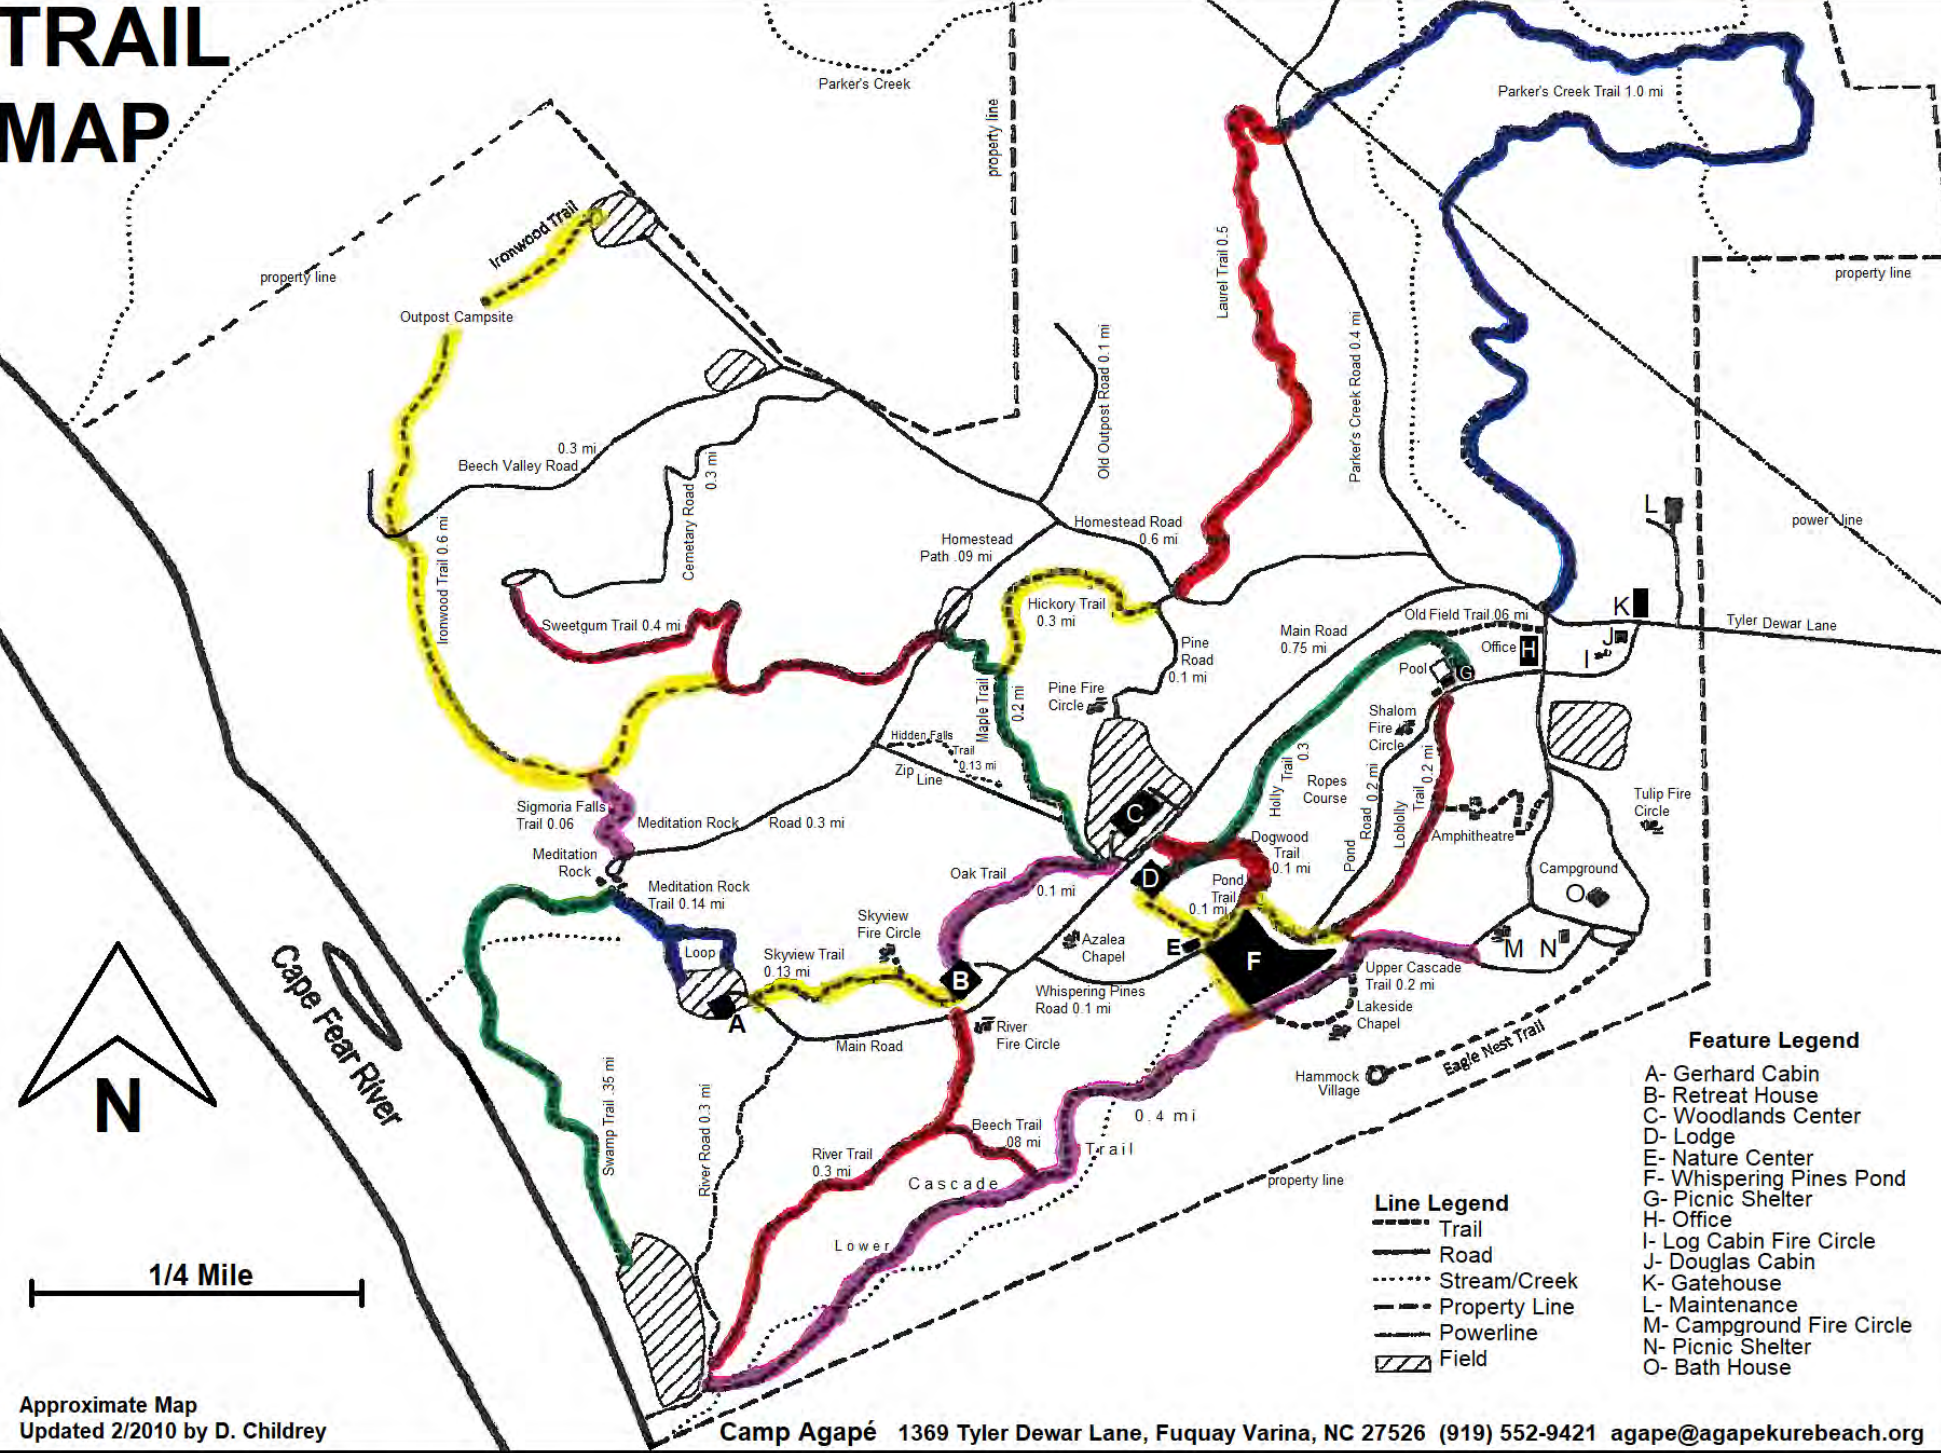 TRAIL
MAP
Parker's Creek
property line
Parker's Creek Trail 1.0 mi
Ironwood Trail
property line
Outpost Campsite
Laurel Trail 0.5
property line
Old Outpost Road 0.1 mi
Parker's Creek Road 0.4 mi
0.3 mi
Beech Valley Road
Cemetary Road
0.3 mi
Ironwood Trail 0.6 mi
Homestead
Path .09 mi
Homestead Road
0.6 mi
L
power line
K
Tyler Dewar Lane
J
I
Old Field Trail .06 mi
Office
H
Pool
G
Hickory Trail
0.3 mi
Sweetgum Trail 0.4 mi
Main Road
0.75 mi
Pine
Road
0.1 mi
Pine Fire
Circle
Maple Trail
0.2 mi
Shalom
Fire
Circle
Hidden Falls
Trail
0.13 mi
Zip
Line
Holly Trail 0.3
Ropes
Course
Pond Road 0.2 mi
Loblolly Trail 0.2 mi
Amphitheatre
Tulip Fire
Circle
Sigmoria Falls
Trail 0.06
Meditation Rock
Road 0.3 mi
C
Meditation
Rock
Dogwood
Trail
0.1 mi
Oak Trail
0.1 mi
D
Pond
Trail
0.1 mi
Campground
O
Meditation Rock
Trail 0.14 mi
Skyview
Fire Circle
Azalea
Chapel
E
F
M
N
Loop
Skyview Trail
0.13 mi
B
A
Upper Cascade
Trail 0.2 mi
Whispering Pines
Road 0.1 mi
Lakeside
Chapel
River
Fire Circle
Main Road
Cape Fear River
Eagle Nest Trail
Hammock
Village
N
Swamp Trail .35 mi
River Road 0.3 mi
Beech Trail
.08 mi
0.4 mi
Trail
River Trail
0.3 mi
Cascade
Lower
property line
1/4 Mile
Line Legend
Trail
Road
Stream/Creek
Property Line
Powerline
Field
Feature Legend
A- Gerhard Cabin
B- Retreat House
C- Woodlands Center
D- Lodge
E- Nature Center
F- Whispering Pines Pond
G- Picnic Shelter
H- Office
I- Log Cabin Fire Circle
J- Douglas Cabin
K- Gatehouse
L- Maintenance
M- Campground Fire Circle
N- Picnic Shelter
O- Bath House
Approximate Map
Updated 2/2010 by D. Childrey
Camp Agapé 1369 Tyler Dewar Lane, Fuquay Varina, NC 27526 (919) 552-9421 agape@agapekurebeach.org